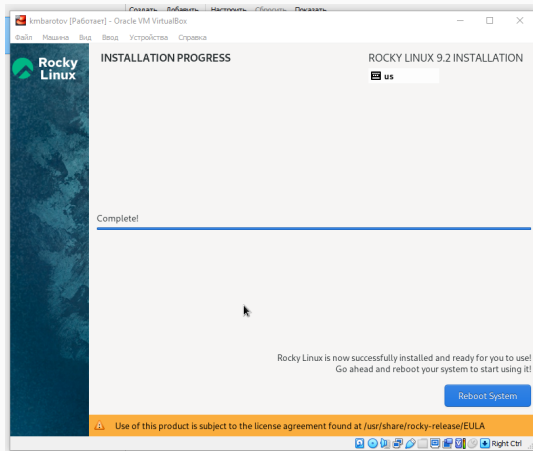 Создать Добавить Настроить Сбросить Показать
kmbarotov [Работает] - Oracle VM VirtualBox
Файл Машина Вид Ввод Устройства Справка
Rocky
Linux
INSTALLATION PROGRESS
ROCKY LINUX 9.2 INSTALLATION
us
Complete!
Rocky Linux is now successfully installed and ready for you to use!
Go ahead and reboot your system to start using it!
Reboot System
Use of this product is subject to the license agreement found at /usr/share/rocky-release/EULA
Right Ctrl